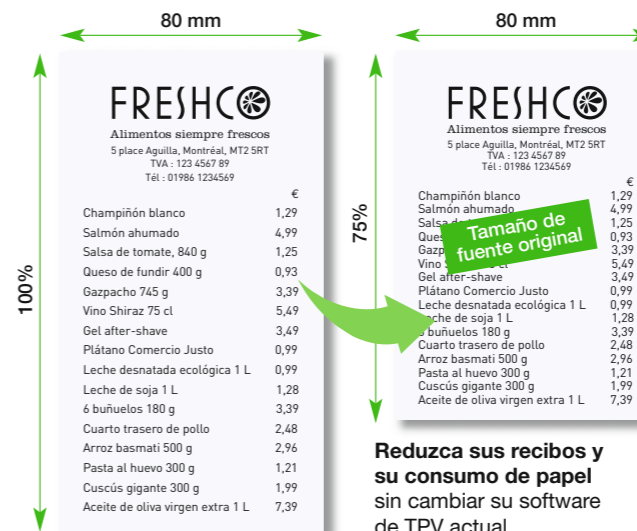 80 mm
100%
FRESHCO
Alimentos siempre frescos
5 place Aguilla, Montréal, MT2 5RT
TVA : 123 4567 89
Tél : 01986 1234569
€
Champiñón blanco 1,29
Salmón ahumado 4,99
Salsa de tomate, 840 g 1,25
Queso de fundir 400 g 0,93
Gazpacho 745 g 3,39
Vino Shiraz 75 cl 5,49
Gel after-shave 3,49
Plátano Comercio Justo 0,99
Leche desnatada ecológica 1 L 0,99
Leche de soja 1 L 1,28
6 buñuelos 180 g 3,39
Cuarto trasero de pollo 2,48
Arroz basmati 500 g 2,96
Pasta al huevo 300 g 1,21
Cuscús gigante 300 g 1,99
Aceite de oliva virgen extra 1 L 7,39
80 mm
75%
FRESHCO
Alimentos siempre frescos
5 place Aguilla, Montréal, MT2 5RT
TVA : 123 4567 89
Tél : 01986 1234569
€
Champiñón blanco 1,29
Salmón ahumado 4,99
1,25
0,93
3,39
Vino 5,49
Gel after-shave 3,49
Plátano Comercio Justo 0,99
Leche desnatada ecológica 1 L 0,99
de soja 1 L 1,28
buñuelos 180 g 3,39
Cuarto trasero de pollo 2,48
Arroz basmati 500 g 2,96
Pasta al huevo 300 g 1,21
Cuscús gigante 300 g 1,99
Aceite de oliva virgen extra 1 L 7,39
Tamaño de
fuente original
Reduzca sus recibos y
su consumo de papel
sin cambiar su software
de TPV actual